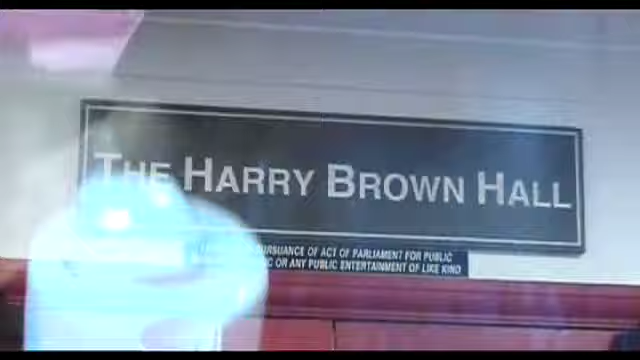 THE HARRY BROWN HALL
PURSUANCE OF ACT OF PARLIAMENT FOR PUBLIC
OR ANY PUBLIC ENTERTAINMENT OF LIKE KIND